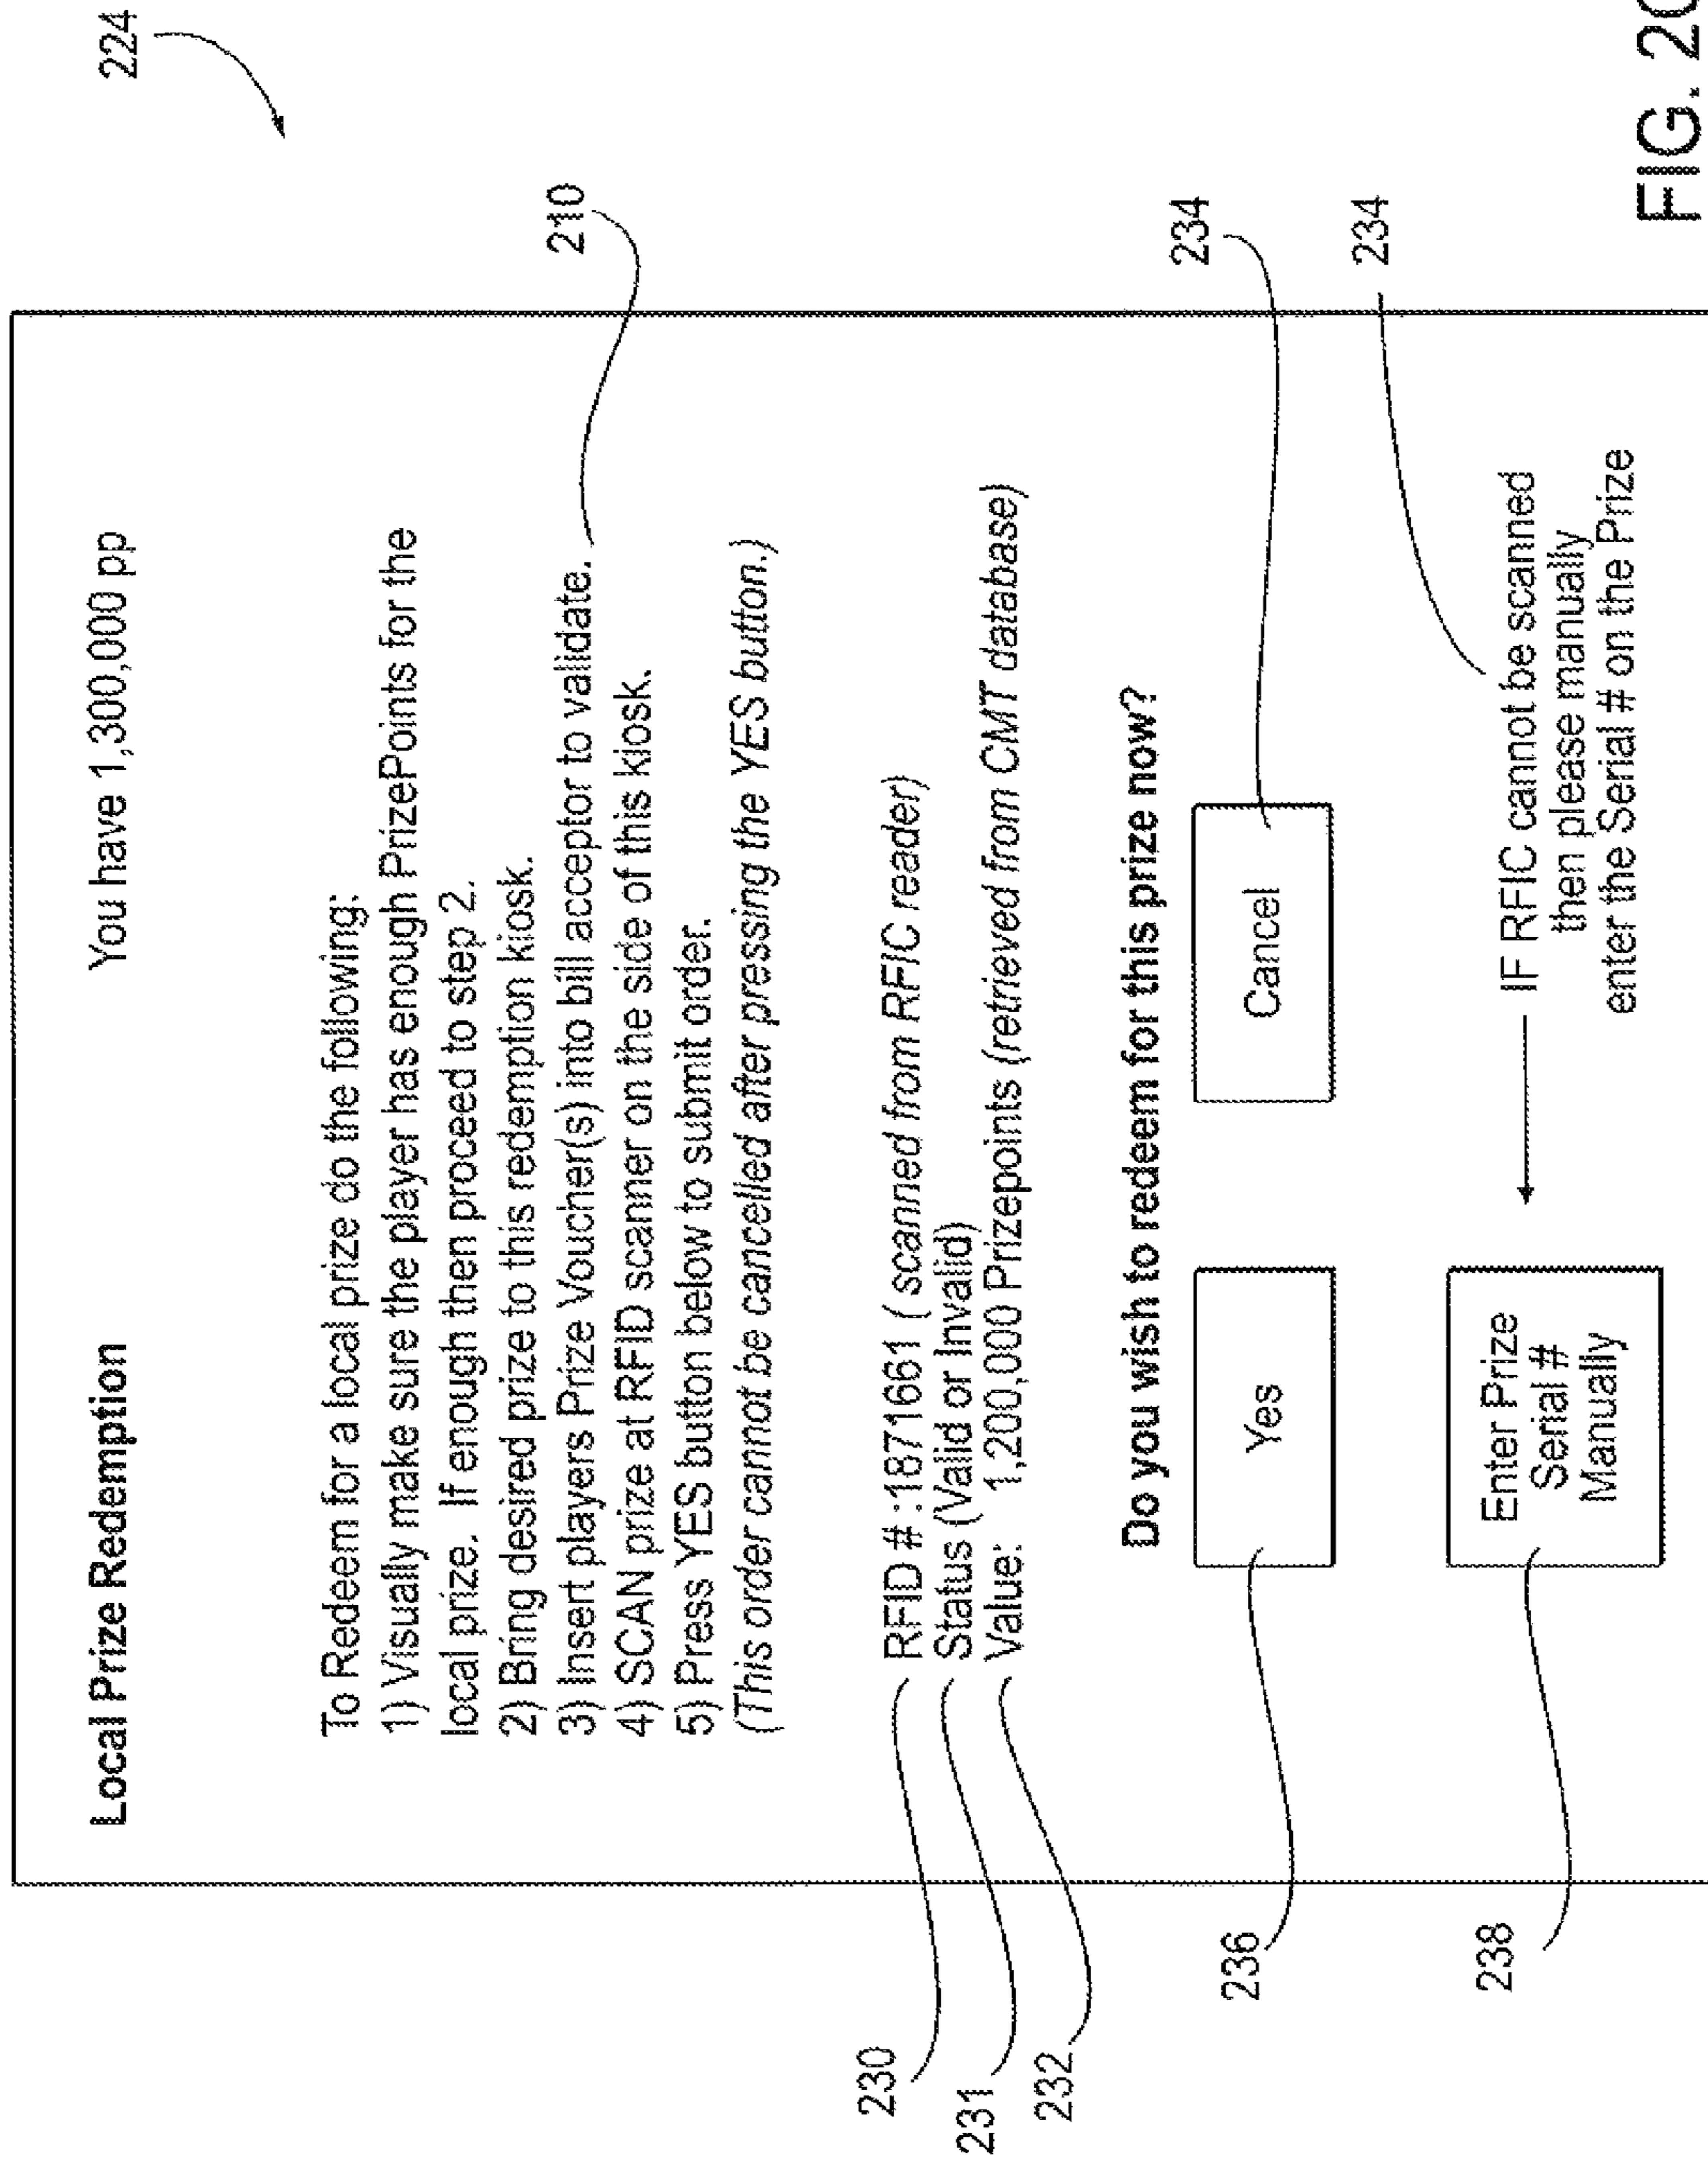 224
Local Prize Redemption You have 1,300,000 pp
To Redeem for a local prize do the following:
1) Visually make sure the player has enough PrizePoints for the
local prize. If enough then proceed to step 2.
2) Bring desired prize to this redemption kiosk.
3) Insert players Prize Voucher(s) into bill acceptor to validate.
210
4) SCAN prize at RFID scanner on the side of this kiosk.
5) Press YES button below to submit order.
(This order cannot be cancelled after pressing the YES button.)
230
RFID # :1871661 ( scanned from RFIC reader)
231
Status (Valid or Invalid)
232
Value: 1,200,000 Prizepoints (retrieved from CMT database)
Do you wish to redeem for this prize now?
236
Yes
Cancel
234
238
Enter Prize
Serial #
Manually
IF RFIC cannot be scanned
then please manually
enter the Serial # on the Prize
234
FIG.